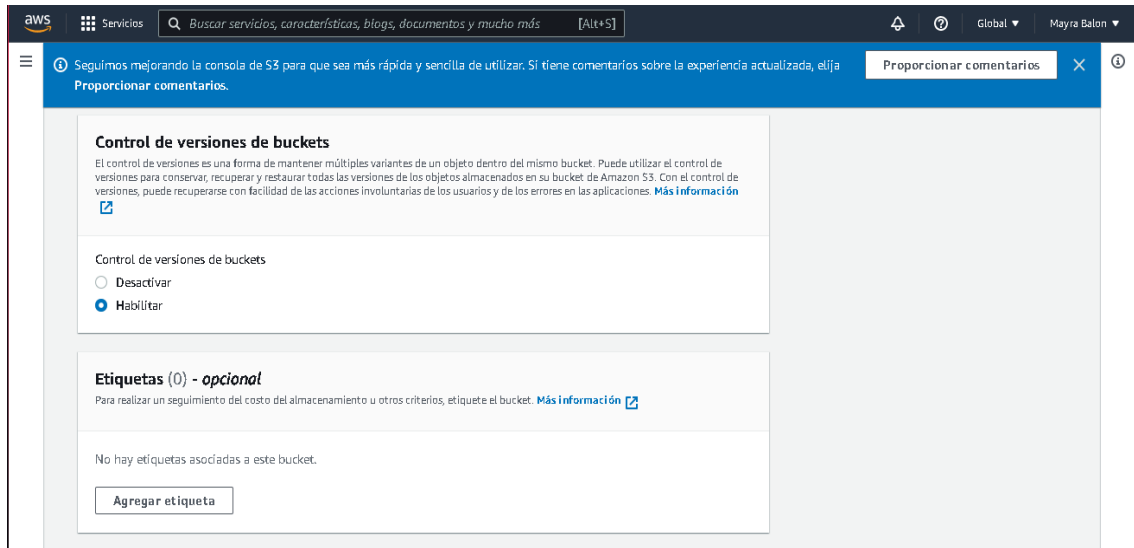 aws
Servicios
Buscar servicios, características, blogs, documentos y mucho más
[Alt+S]
Global
Mayra Balon
Seguimos mejorando la consola de S3 para que sea más rápida y sencilla de utilizar. Si tiene comentarios sobre la experiencia actualizada, elija
Proporcionar comentarios.
Proporcionar comentarios
Control de versiones de buckets
El control de versiones es una forma de mantener múltiples variantes de un objeto dentro del mismo bucket. Puede utilizar el control de
versiones para conservar, recuperar y restaurar todas las versiones de los objetos almacenados en su bucket de Amazon S3. Con el control de
versiones, puede recuperarse con facilidad de las acciones involuntarias de los usuarios y de los errores en las aplicaciones. Más información
Control de versiones de buckets
Desactivar
Habilitar
Etiquetas (0) - opcional
Para realizar un seguimiento del costo del almacenamiento u otros criterios, etiquete el bucket. Más información
No hay etiquetas asociadas a este bucket.
Agregar etiqueta